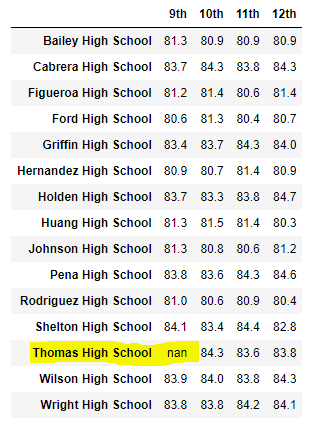 9th 10th 11th 12th
Bailey High School 81.3 80.9 80.9 80.9
Cabrera High School 83.7 84.3 83.8 84.3
Figueroa High School 81.2 81.4 80.6 81.4
Ford High School 80.6 81.3 80.4 80.7
Griffin High School 83.4 83.7 84.3 84.0
Hernandez High School 80.9 80.7 81.4 80.9
Holden High School 83.7 83.3 83.8 84.7
Huang High School 81.3 81.5 81.4 80.3
Johnson High School 81.3 80.8 80.6 81.2
Pena High School 83.8 83.6 84.3 84.6
Rodriguez High School 81.0 80.6 80.9 80.4
Shelton High School 84.1 83.4 84.4 82.8
Thomas High School nan 84.3 83.6 83.8
Wilson High School 83.9 84.0 83.8 84.3
Wright High School 83.8 83.8 84.2 84.1